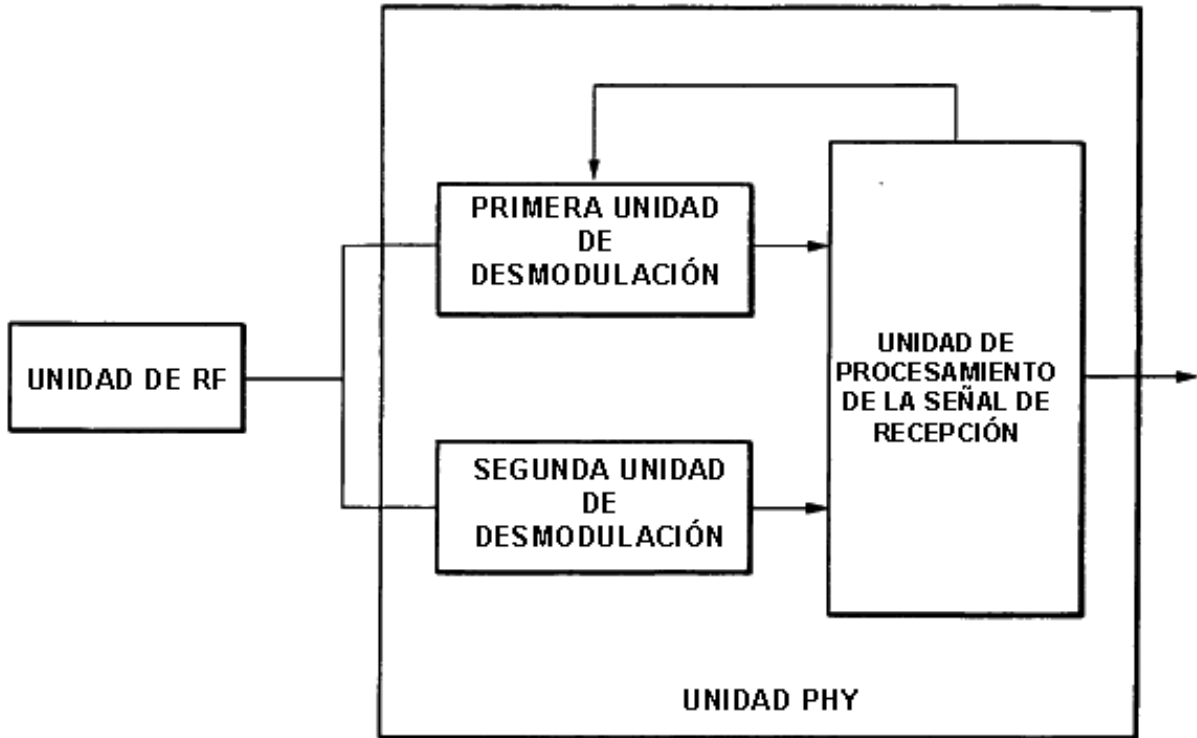 PRIMERA UNIDAD
DE
DESMODULACIÓN
UNIDAD DE RF
UNIDAD DE
PROCESAMIENTO
DE LA SEÑAL DE
RECEPCIÓN
SEGUNDA UNIDAD
DE
DESMODULACIÓN
UNIDAD PHY